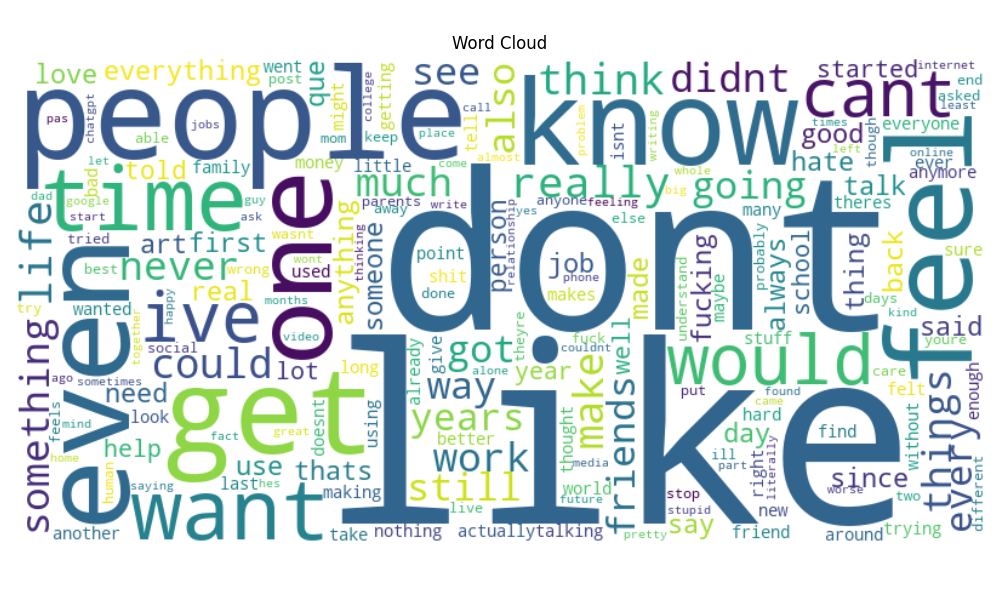 Word Cloud
love everything went que might getting also see think didnt started internet
post college call cant end
people know asked least
pas chatgpt able jobs mom keep place tell isnt problem writing good times though everyone
told family money little come almost hate left online ever anymore
let bad dad google guy ask much really whole big going talk theres
time one parents write away anyone yes feeling else many sure
start tried wasnt thinking anything someone person relationship always school thing back days
life even art first point job phone understand probably kind
best never wrong used shit done makes made fucking maybe
try wanted real months dont feel
happy ive social together video wont already give theyre fuck couldnt stuff said youre
something ago sometimes could lot long got alone well would care felt enough
need look get way year make put found came
feels mind help fact great doesnt using years better thought friends hard day find without everything things
home human use thats work media world ill part right literally since
saying last hes making still future stop worse two different
want like live stupid say new
another take nothing actually talking pretty friend around trying